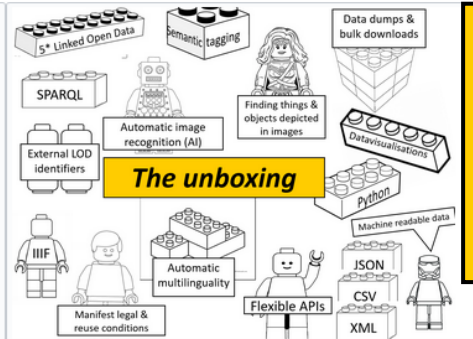 5* Linked Open Data
Semantic tagging
Data dumps &
bulk downloads
SPARQL
Automatic image
recognition (AI)
Finding things &
objects depicted
in images
Datavisualisations
External LOD
identifiers
The unboxing
Python
Machine readable data
IIIF
Automatic
multilinguality
JSON
CSV
XML
Flexible APIs
Manifest legal &
reuse conditions